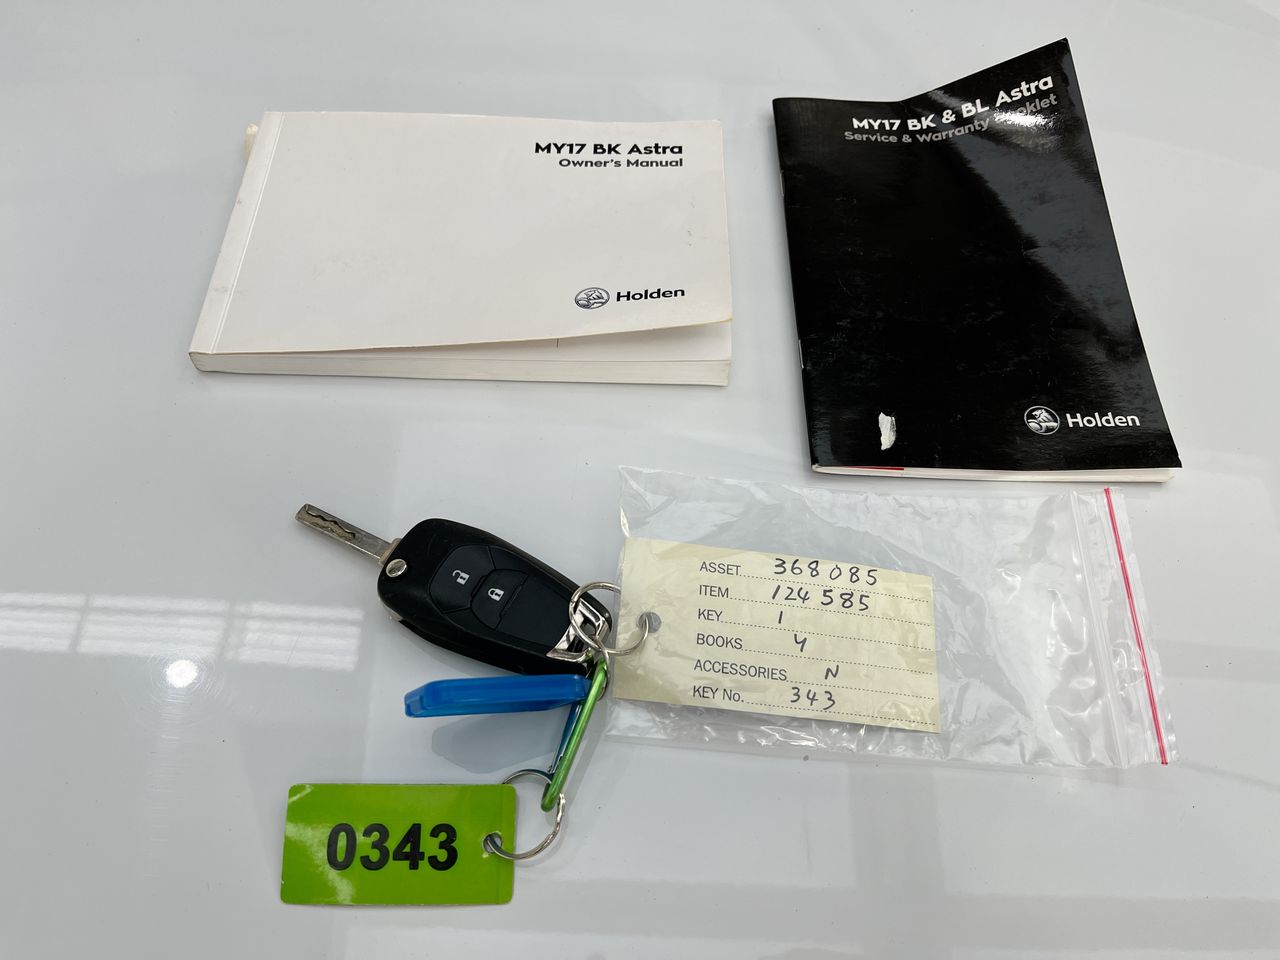 MY17 BK Astra
Owner's Manual
Holden
MY17 BK & BL Astra
Service & Warranty Booklet
Holden
ASSET 368085
ITEM 124585
KEY 1
BOOKS Y
ACCESSORIES N
KEY No. 343
0343